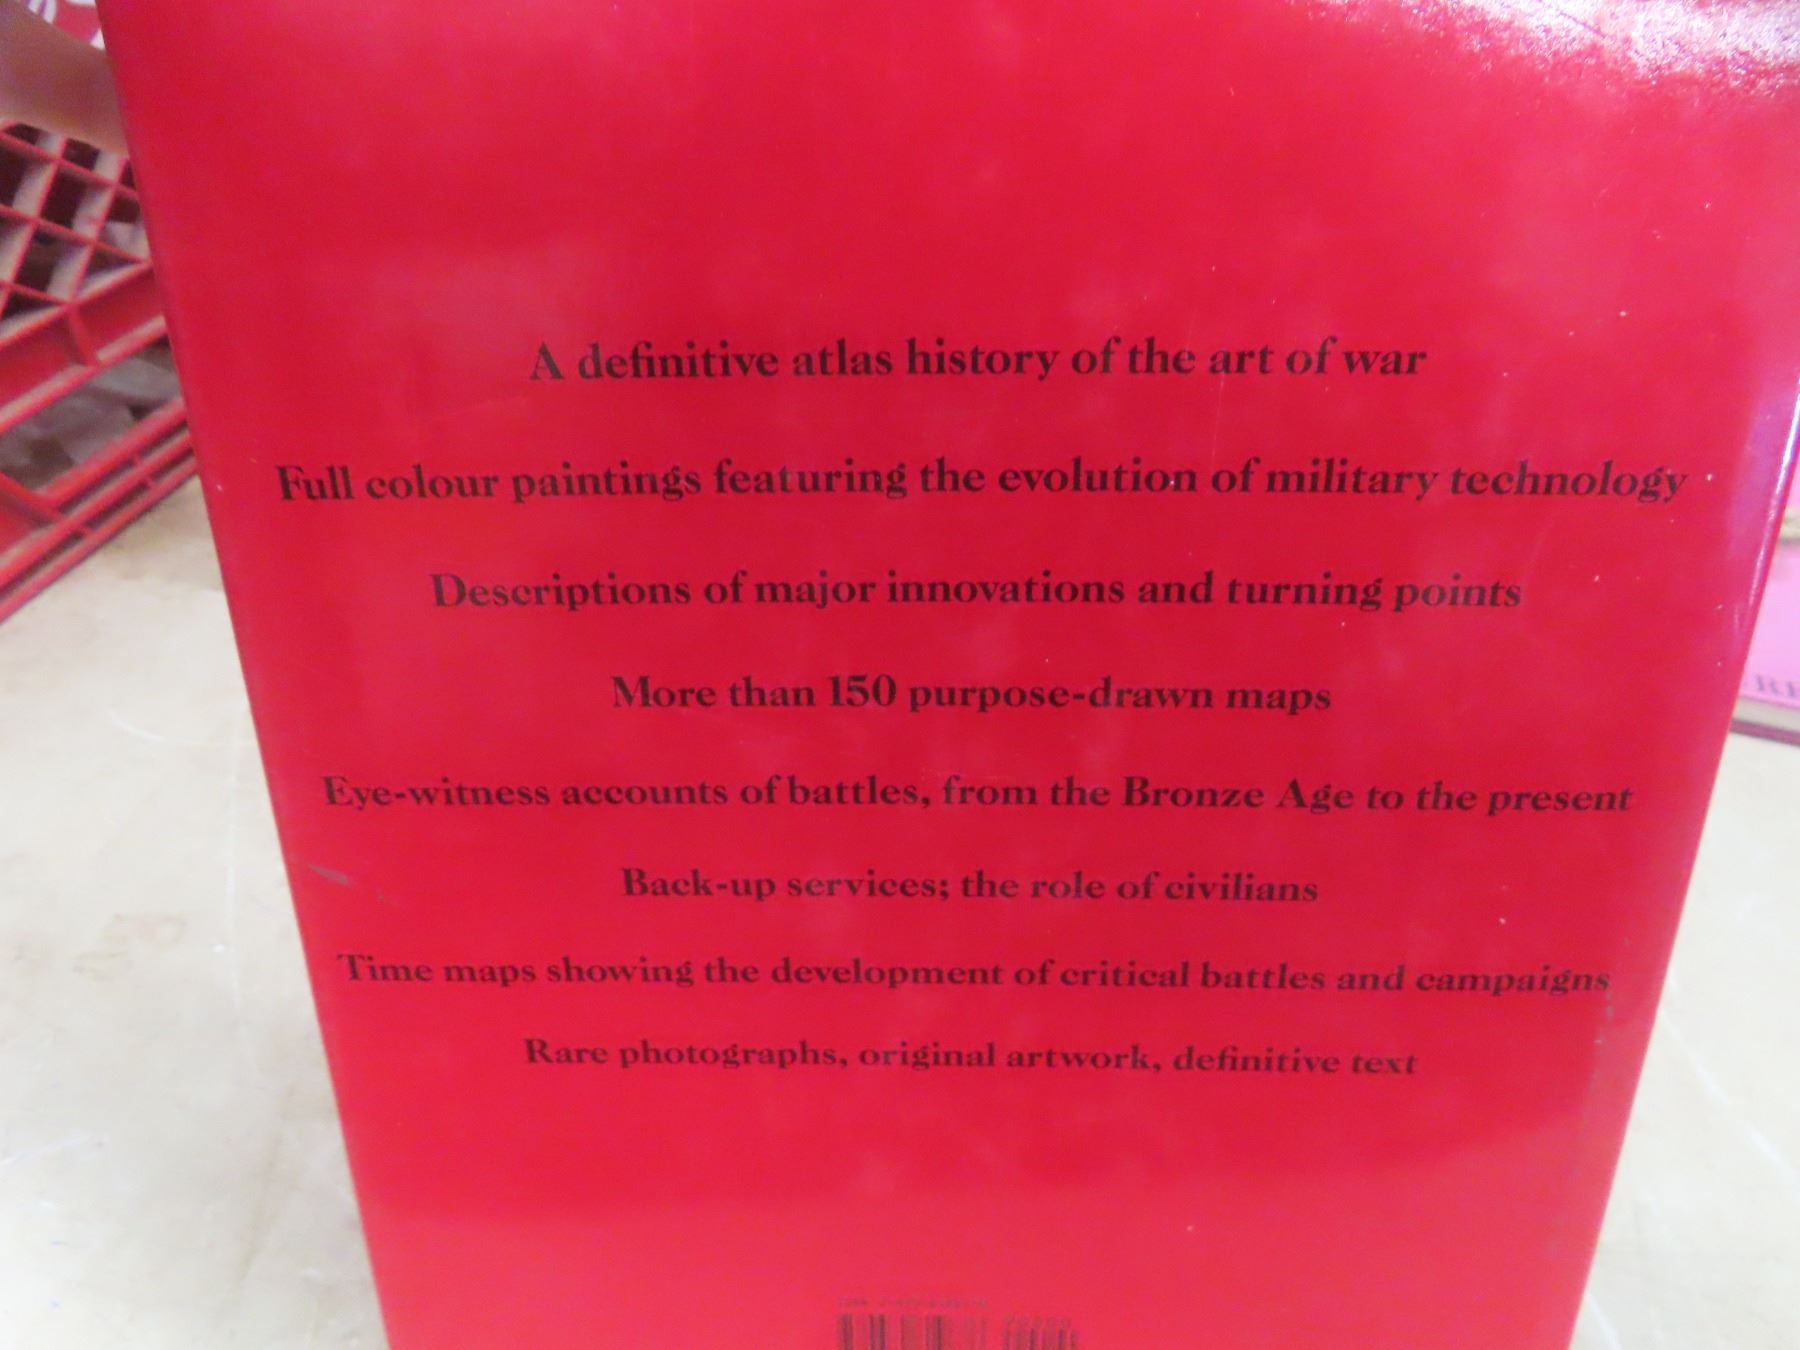 A definitive atlas history of the art of war
Full colour paintings featuring the evolution of military technology
Descriptions of major innovations and turning points
More than 150 purpose-drawn maps
Eye-witness accounts of battles, from the Bronze Age to the present
Back-up services; the role of civilians
Time maps showing the development of critical battles and campaigns
Rare photographs, original artwork, definitive text